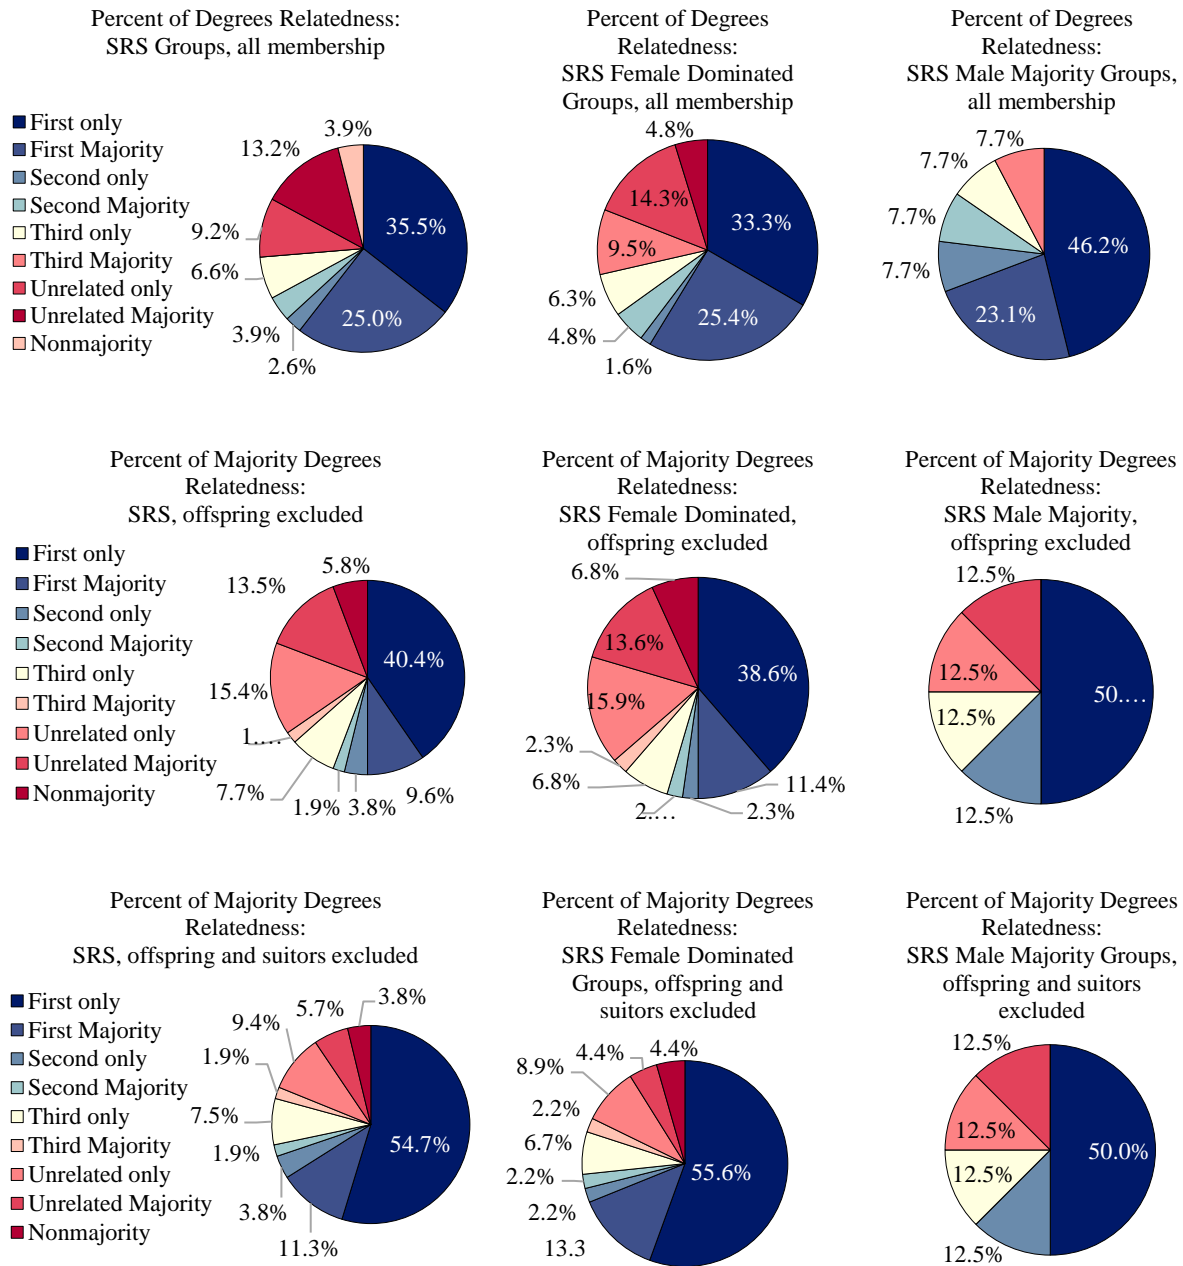 Percent of Degrees Relatedness:
SRS Groups, all membership
First only
First Majority
Second only
Second Majority
Third only
Third Majority
Unrelated only
Unrelated Majority
Nonmajority
3.9%
13.2%
35.5%
9.2%
6.6%
25.0%
3.9%
2.6%
Percent of Degrees
Relatedness:
SRS Female Dominated
Groups, all membership
4.8%
14.3%
33.3%
9.5%
6.3%
25.4%
4.8%
1.6%
Percent of Degrees
Relatedness:
SRS Male Majority Groups,
all membership
7.7%
7.7%
7.7%
46.2%
7.7%
23.1%
Percent of Majority Degrees
Relatedness:
SRS, offspring excluded
First only
First Majority
Second only
Second Majority
Third only
Third Majority
Unrelated only
Unrelated Majority
Nonmajority
5.8%
13.5%
40.4%
15.4%
1.…
7.7%
1.9%
3.8%
9.6%
Percent of Majority Degrees
Relatedness:
SRS Female Dominated,
offspring excluded
6.8%
13.6%
38.6%
15.9%
2.3%
6.8%
11.4%
2.…
2.3%
Percent of Majority Degrees
Relatedness:
SRS Male Majority,
offspring excluded
12.5%
12.5%
50.…
12.5%
12.5%
Percent of Majority Degrees
Relatedness:
SRS, offspring and suitors excluded
First only
First Majority
Second only
Second Majority
Third only
Third Majority
Unrelated only
Unrelated Majority
Nonmajority
3.8%
5.7%
9.4%
1.9%
7.5%
54.7%
1.9%
3.8%
11.3%
Percent of Majority Degrees
Relatedness:
SRS Female Dominated
Groups, offspring and
suitors excluded
4.4%
4.4%
8.9%
2.2%
6.7%
55.6%
2.2%
2.2%
13.3
Percent of Majority Degrees
Relatedness:
SRS Male Majority Groups,
offspring and suitors
excluded
12.5%
12.5%
50.0%
12.5%
12.5%